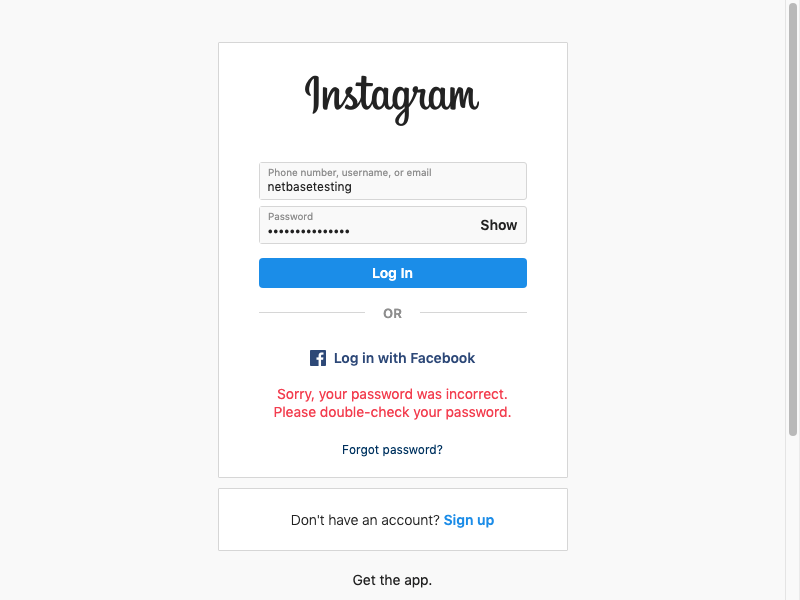 Instagram
Phone number, username, or email
netbasetesting
Password
•••••••••••••••
Show
Log In
OR
Log in with Facebook
Sorry, your password was incorrect.
Please double-check your password.
Forgot password?
Don't have an account? Sign up
Get the app.